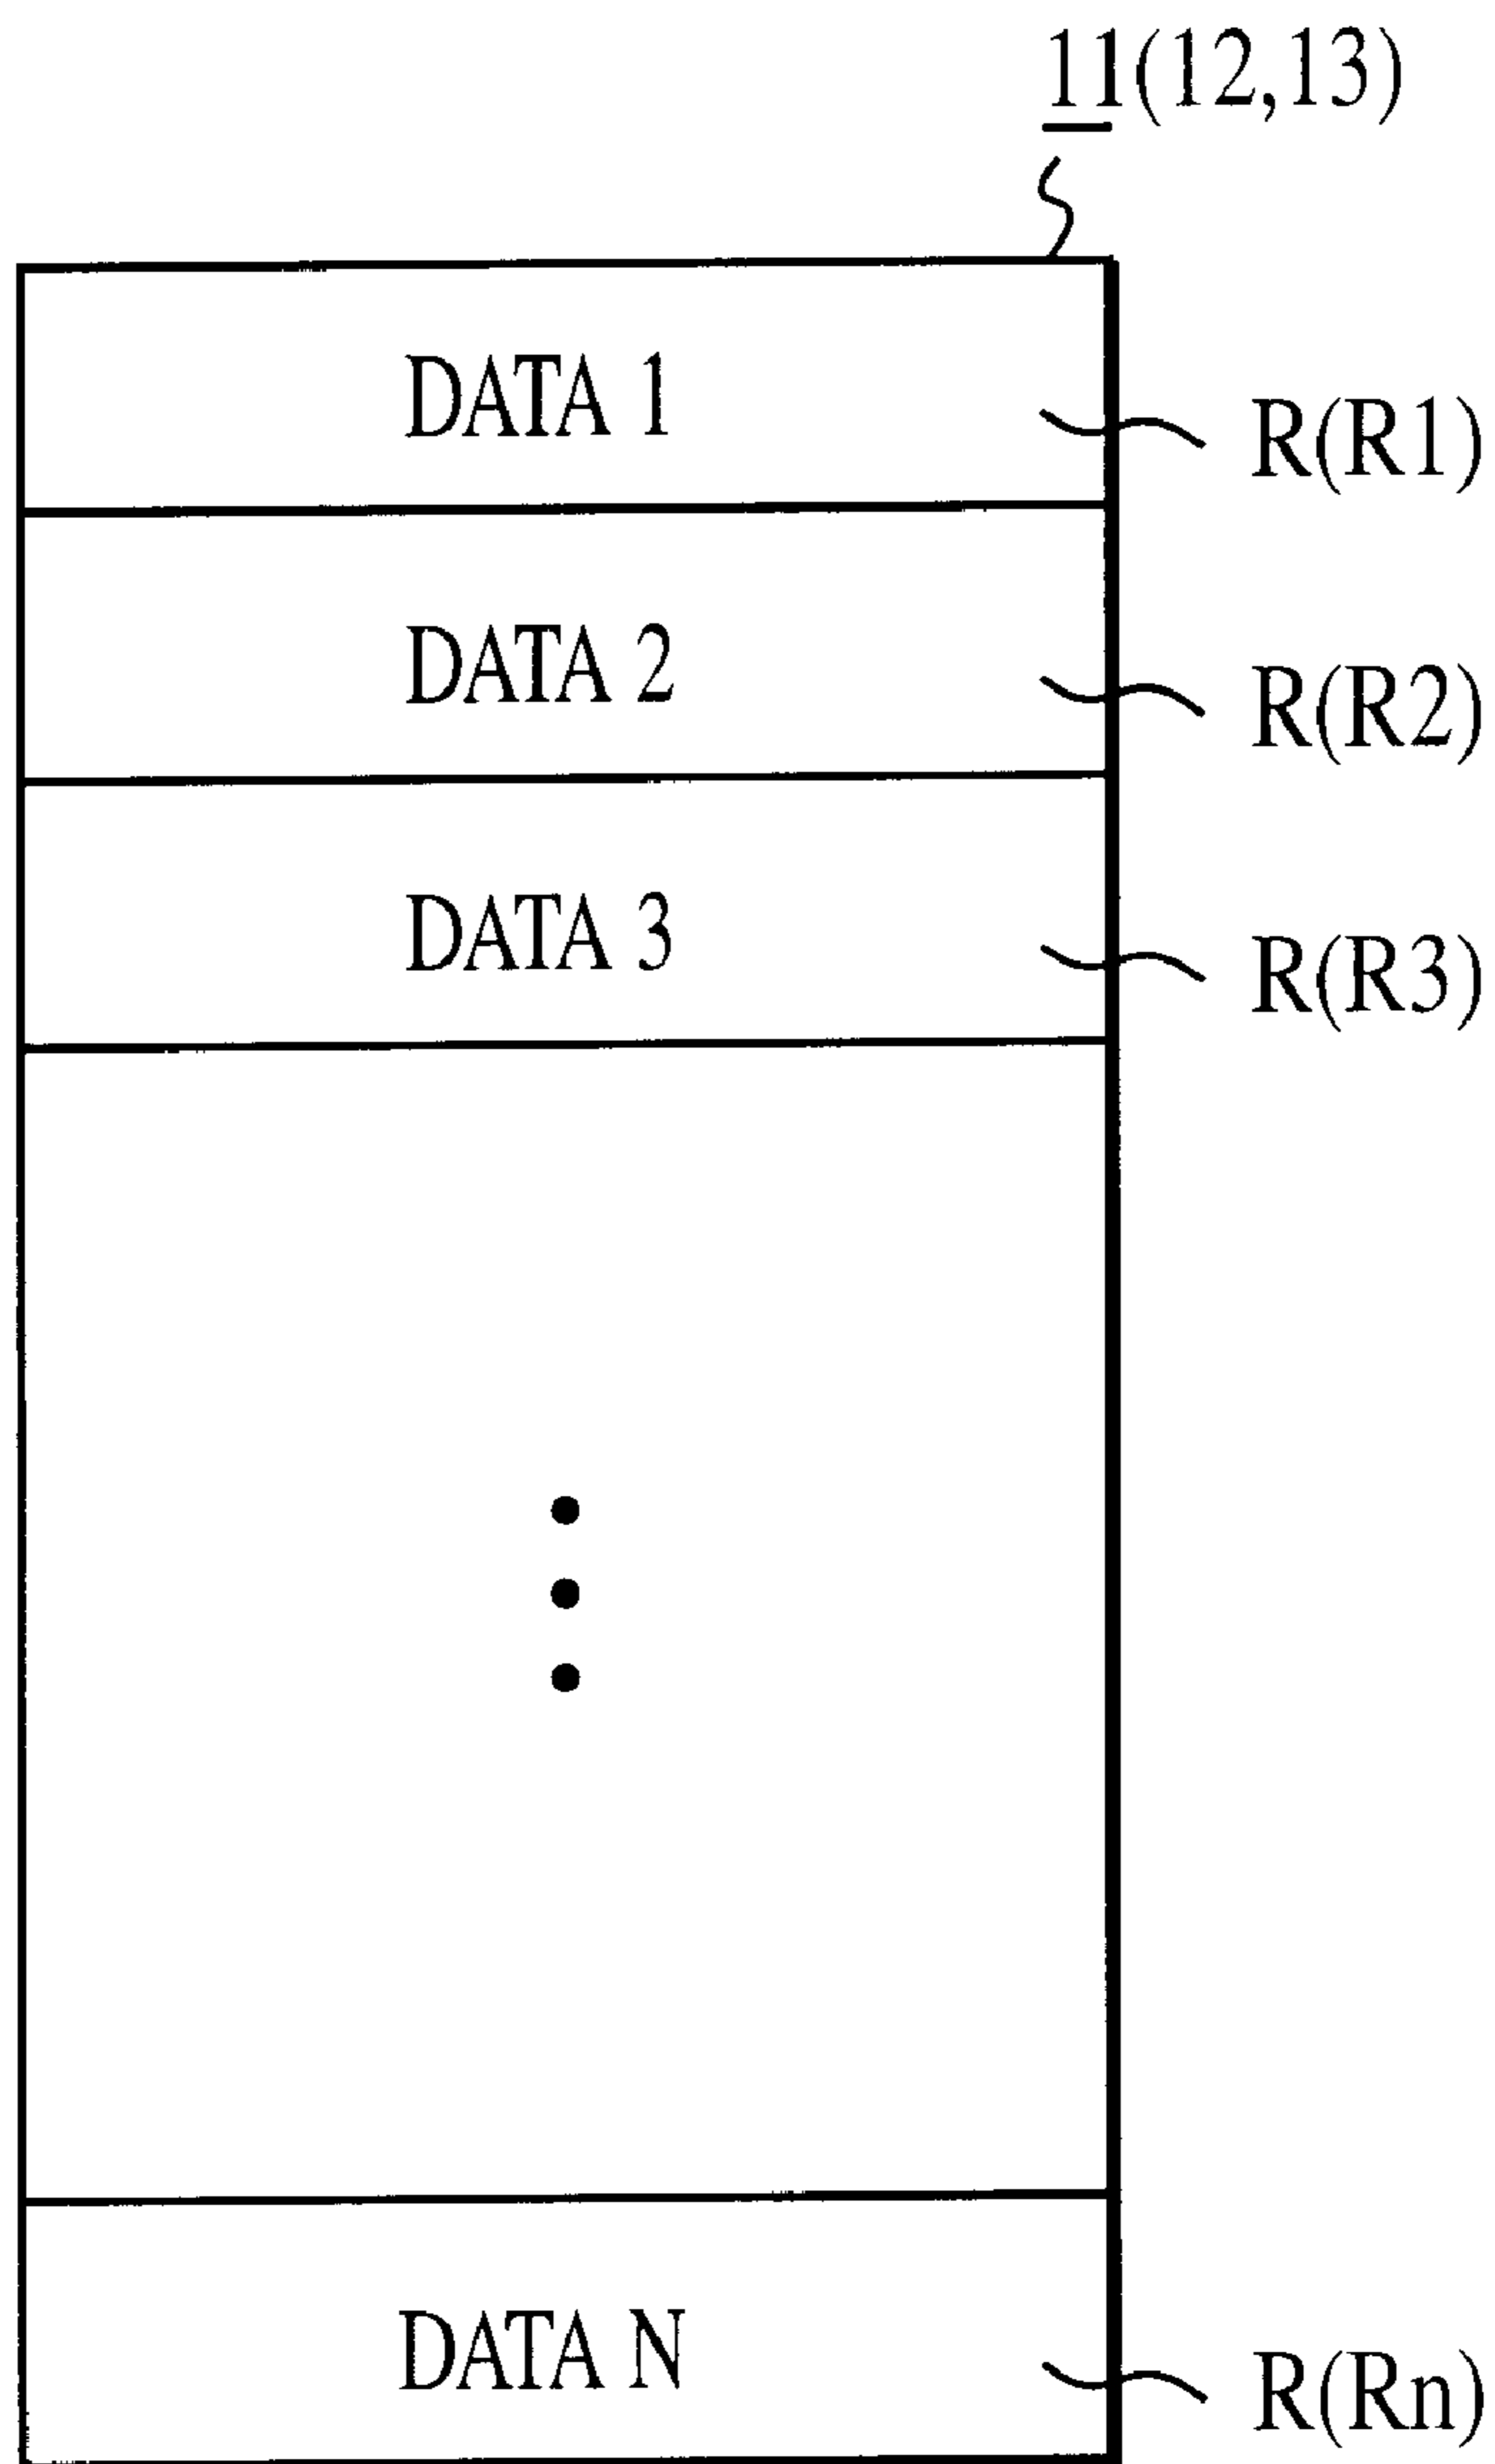 11(12,13)
DATA 1
R(R1)
DATA 2
R(R2)
DATA 3
R(R3)
DATA N
R(Rn)